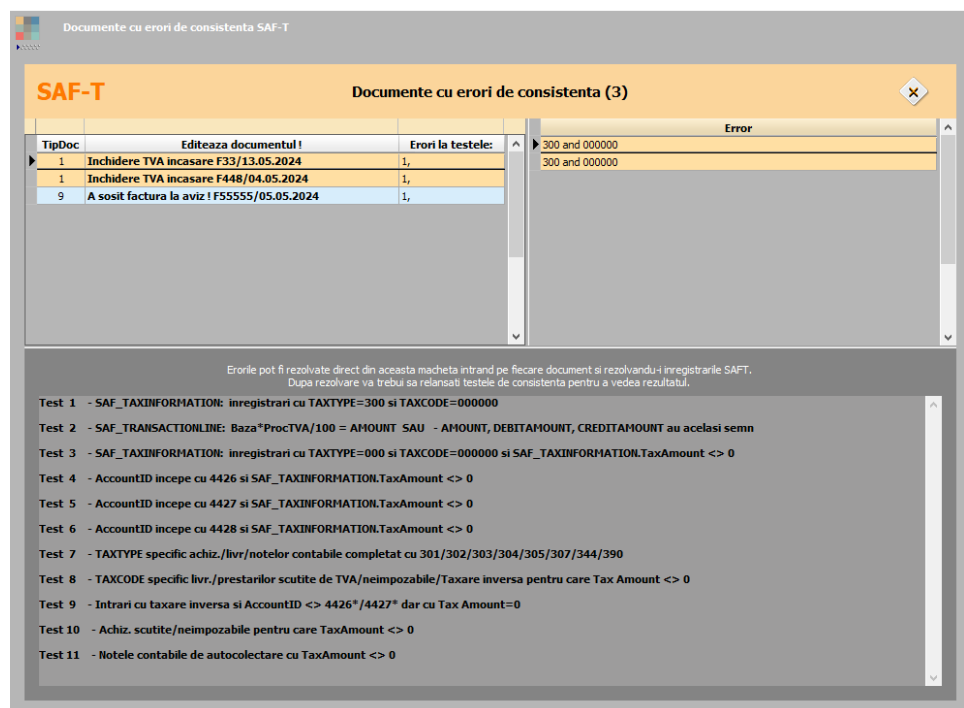 Documente cu erori de consistenta SAF-T
SAF-T
Documente cu erori de consistenta (3)
TipDoc Editeaza documentul ! Erori la testele:
1 Inchidere TVA incasare F33/13.05.2024 1,
1 Inchidere TVA incasare F448/04.05.2024 1,
9 A sosit factura la aviz ! F55555/05.05.2024 1,
Error
300 and 000000
300 and 000000
Erorile pot fi rezolvate direct din aceasta macheta intrand pe fiecare document si rezolvandu-i inregistrarile SAFT.
Dupa rezolvare va trebui sa relansati testele de consistenta pentru a vedea rezultatul.
Test 1 - SAF_TAXINFORMATION: inregistrari cu TAXTYPE=300 si TAXCODE=000000
Test 2 - SAF_TRANSACTIONLINE: Baza*ProcTVA/100 = AMOUNT SAU - AMOUNT, DEBITAMOUNT, CREDITAMOUNT au acelasi semn
Test 3 - SAF_TAXINFORMATION: inregistrari cu TAXTYPE=000 si TAXCODE=000000 si SAF_TAXINFORMATION.TaxAmount <> 0
Test 4 - AccountID incepe cu 4426 si SAF_TAXINFORMATION.TaxAmount <> 0
Test 5 - AccountID incepe cu 4427 si SAF_TAXINFORMATION.TaxAmount <> 0
Test 6 - AccountID incepe cu 4428 si SAF_TAXINFORMATION.TaxAmount <> 0
Test 7 - TAXTYPE specific achiz./livr/notelor contabile completat cu 301/302/303/304/305/307/344/390
Test 8 - TAXCODE specific livr./prestarilor scutite de TVA/neimpozabile/Taxare inversa pentru care Tax Amount <> 0
Test 9 - Intrari cu taxare inversa si AccountID <> 4426*/4427* dar cu Tax Amount=0
Test 10 - Achiz. scutite/neimpozabile pentru care TaxAmount <> 0
Test 11 - Notele contabile de autocolectare cu TaxAmount <> 0